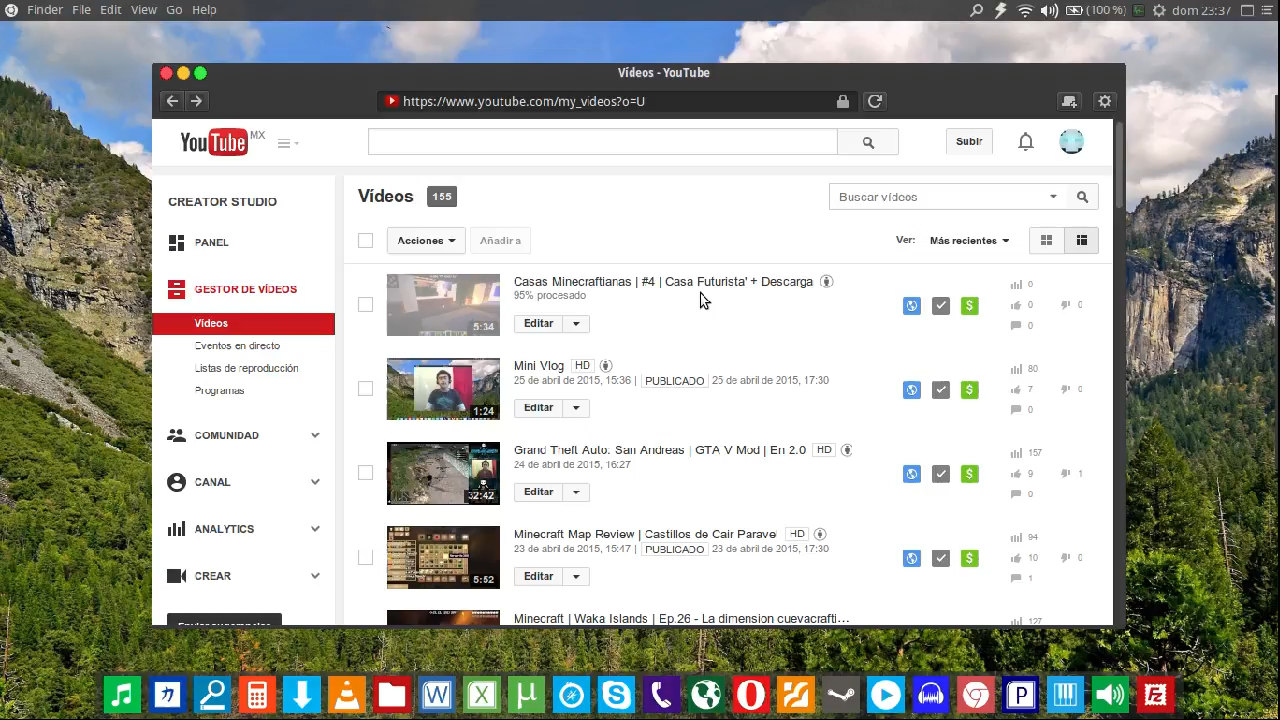 Finder File Edit View Go Help (100 %) dom 23:37
Vídeos - YouTube
https://www.youtube.com/my_videos?o=U
YouTube MX
Subir
CREATOR STUDIO
PANEL
GESTOR DE VÍDEOS
Vídeos
Eventos en directo
Listas de reproducción
Programas
COMUNIDAD
CANAL
ANALYTICS
CREAR
Vídeos 155
Buscar vídeos
Acciones Añadir a
Ver: Más recientes
Casas Minecraftianas | #4 | Casa Futurista' + Descarga
95% procesado
5:34
Editar
0
0 0
0
Mini Vlog HD
25 de abril de 2015, 15:36 | PUBLICADO 25 de abril de 2015, 17:30
1:24
Editar
80
7 0
0
Grand Theft Auto: San Andreas | GTA V Mod | En 2.0 HD
24 de abril de 2015, 16:27
32:42
Editar
157
9 1
0
Minecraft Map Review | Castillos de Cair Paravel HD
23 de abril de 2015, 15:47 | PUBLICADO 23 de abril de 2015, 17:30
5:52
Editar
94
10 0
1
Minecraft | Waka Islands | Ep.26 - La dimension cuevacrafti...
127